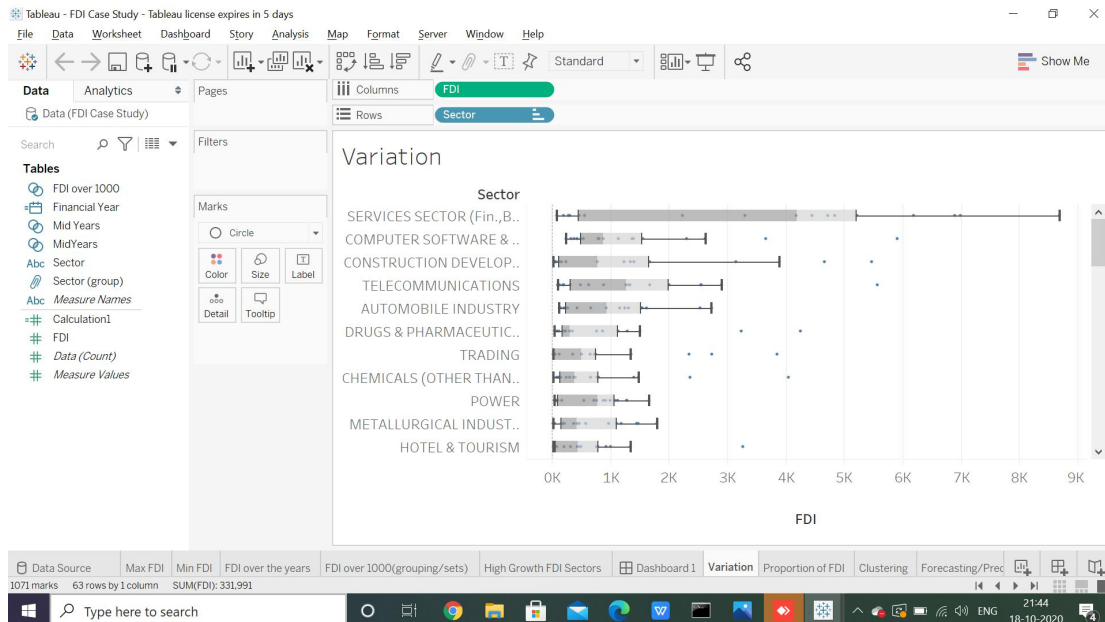 Tableau - FDI Case Study - Tableau license expires in 5 days
File Data Worksheet Dashboard Story Analysis Map Format Server Window Help
Standard
Show Me
Data Analytics
Data (FDI Case Study)
Search
Tables
FDI over 1000
Financial Year
Mid Years
MidYears
Abc Sector
Sector (group)
Abc Measure Names
Calculation1
FDI
Data (Count)
Measure Values
Pages
Filters
Marks
Circle
Color Size Label
Detail Tooltip
Columns FDI
Rows Sector
Variation
Sector
SERVICES SECTOR (Fin.,B..
COMPUTER SOFTWARE & ..
CONSTRUCTION DEVELOP..
TELECOMMUNICATIONS
AUTOMOBILE INDUSTRY
DRUGS & PHARMACEUTIC..
TRADING
CHEMICALS (OTHER THAN..
POWER
METALLURGICAL INDUST..
HOTEL & TOURISM
0K 1K 2K 3K 4K 5K 6K 7K 8K 9K
FDI
Data Source Max FDI Min FDI FDI over the years FDI over 1000(grouping/sets) High Growth FDI Sectors Dashboard 1 Variation Proportion of FDI Clustering Forecasting/Prec
1071 marks 63 rows by 1 column SUM(FDI): 331,991
Type here to search
ENG
21:44
18-10-2020
4